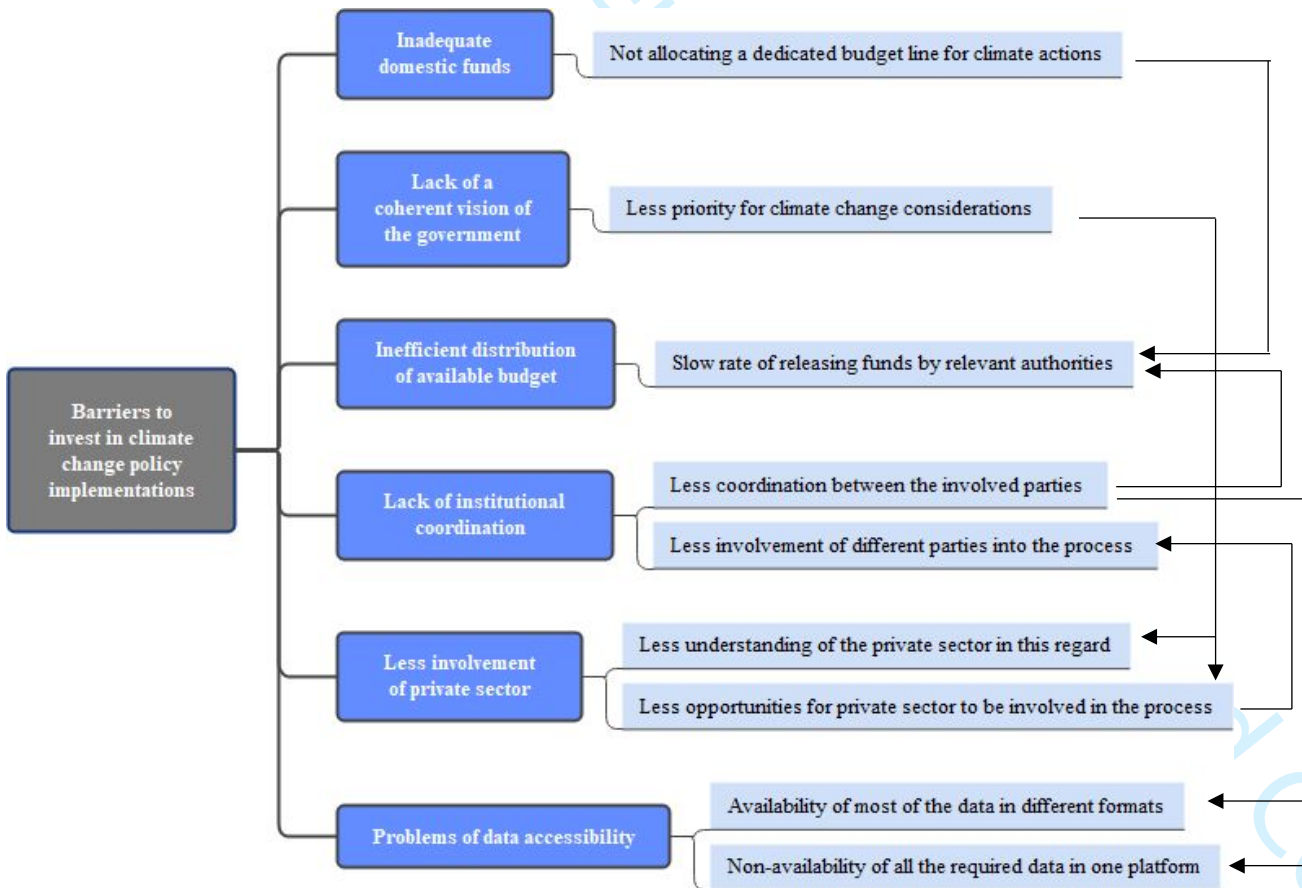 Inadequate
domestic funds
Not allocating a dedicated budget line for climate actions
Lack of a
coherent vision of
the government
Less priority for climate change considerations
Inefficient distribution
of available budget
Slow rate of releasing funds by relevant authorities
Barriers to
invest in climate
change policy
implementations
Lack of institutional
coordination
Less coordination between the involved parties
Less involvement of different parties into the process
Less involvement
of private sector
Less understanding of the private sector in this regard
Less opportunities for private sector to be involved in the process
Problems of data accessibility
Availability of most of the data in different formats
Non-availability of all the required data in one platform